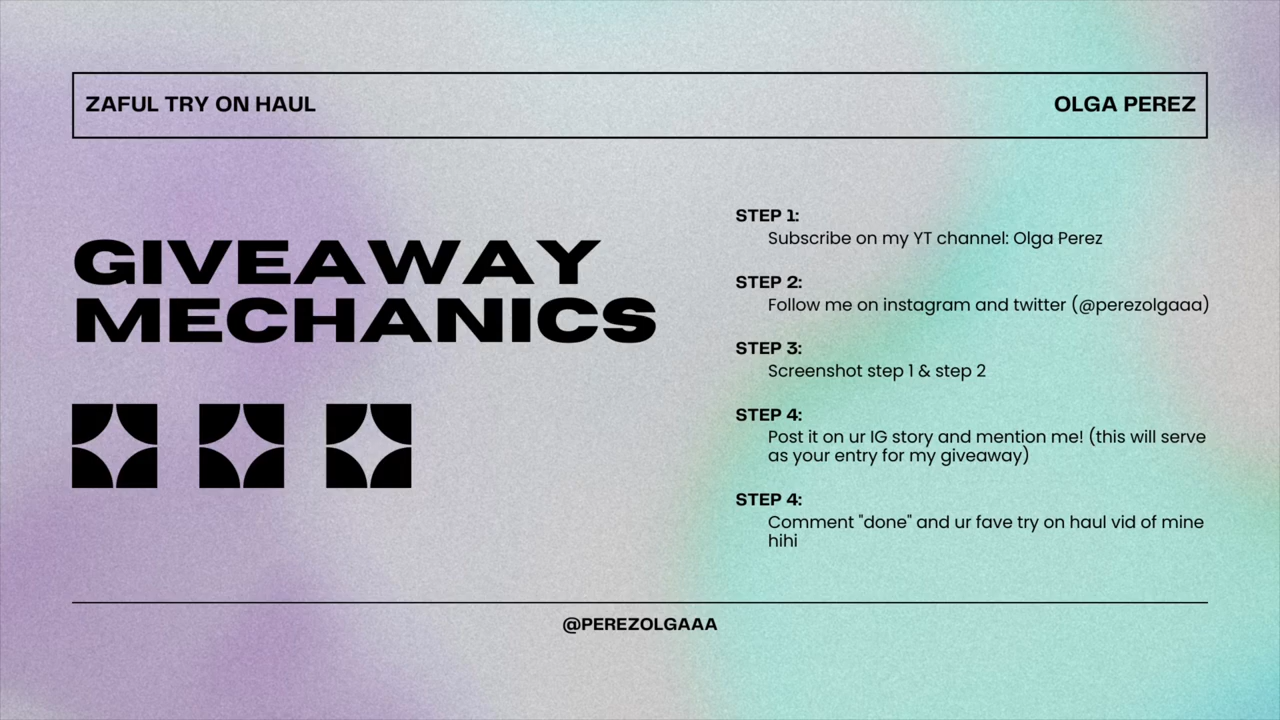 ZAFUL TRY ON HAUL
OLGA PEREZ
GIVEAWAY
MECHANICS
STEP 1:
Subscribe on my YT channel: Olga Perez
STEP 2:
Follow me on instagram and twitter (@perezolgaaa)
STEP 3:
Screenshot step 1 & step 2
STEP 4:
Post it on ur IG story and mention me! (this will serve
as your entry for my giveaway)
STEP 4:
Comment "done" and ur fave try on haul vid of mine
hihi
@PEREZOLGAAA